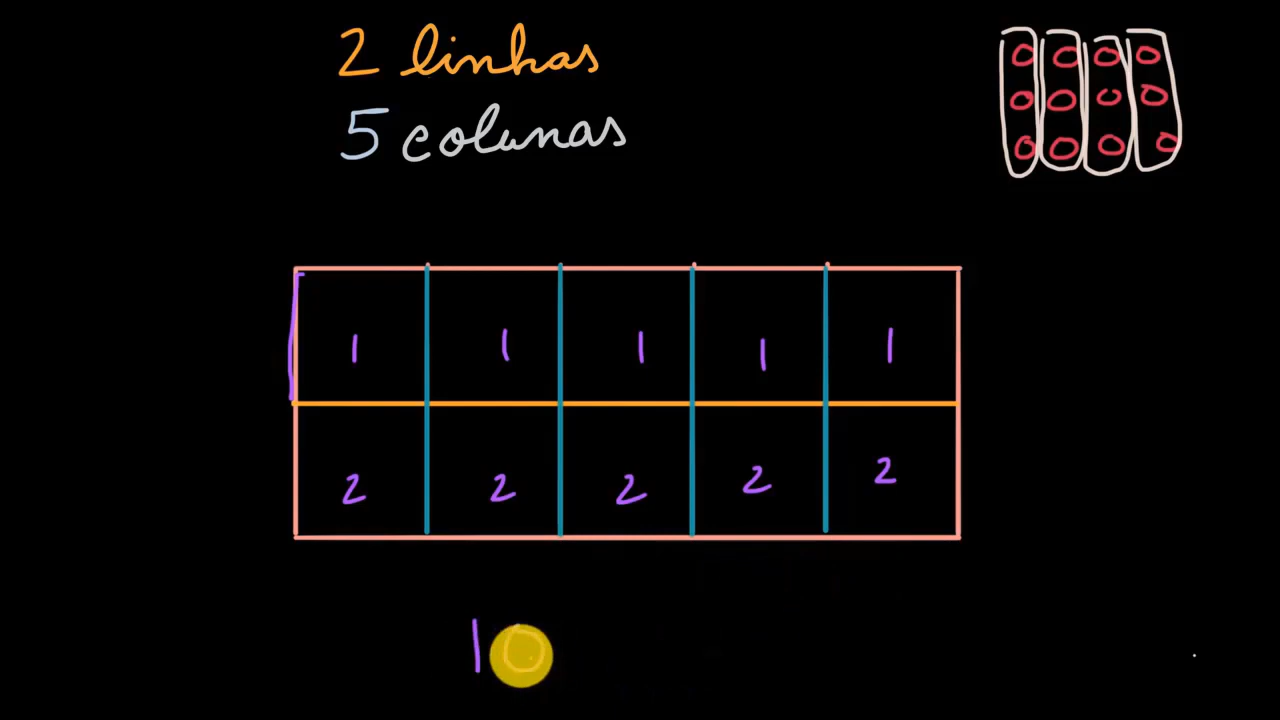 2 linhas
5 colunas
1 1 1 1 1
2 2 2 2 2
10